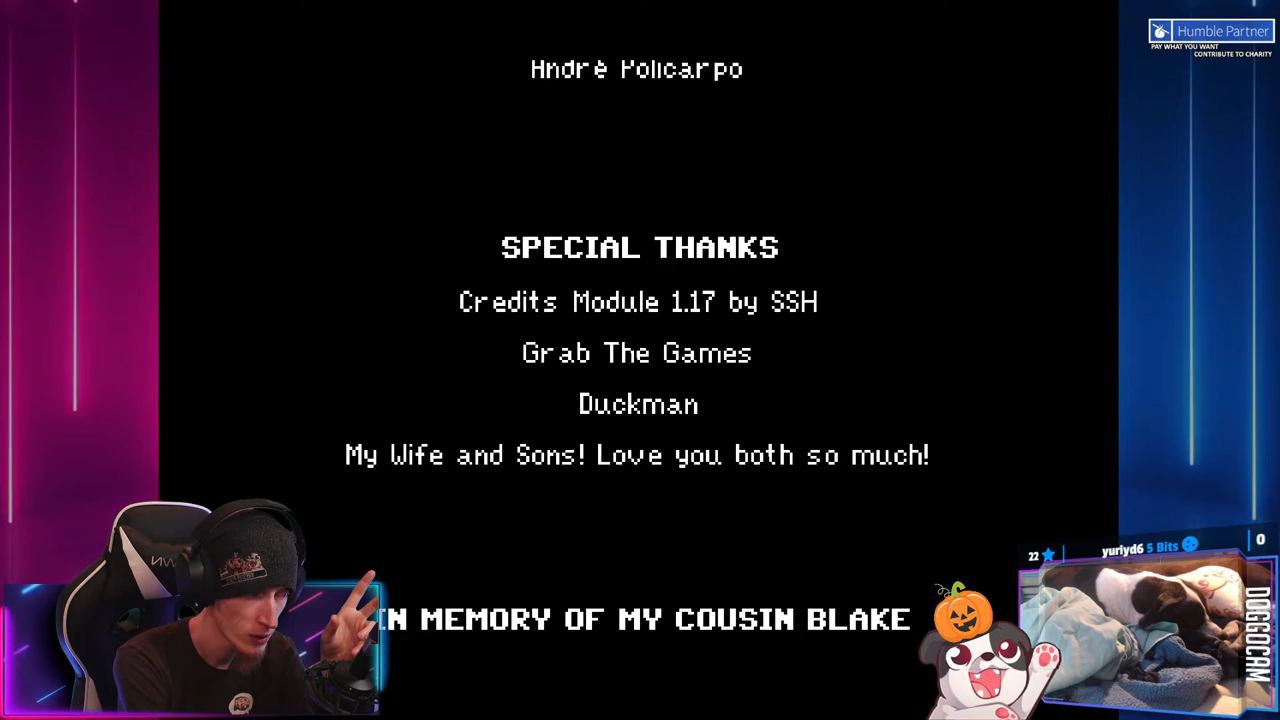 Humble Partner
PAY WHAT YOU WANT
CONTRIBUTE TO CHARITY
Andrè Policarpo
SPECIAL THANKS
Credits Module 1.17 by SSH
Grab The Games
Duckman
My Wife and Sons! Love you both so much!
IN MEMORY OF MY COUSIN BLAKE
22
yuriyd6 5 Bits
0
DOGGOCAM